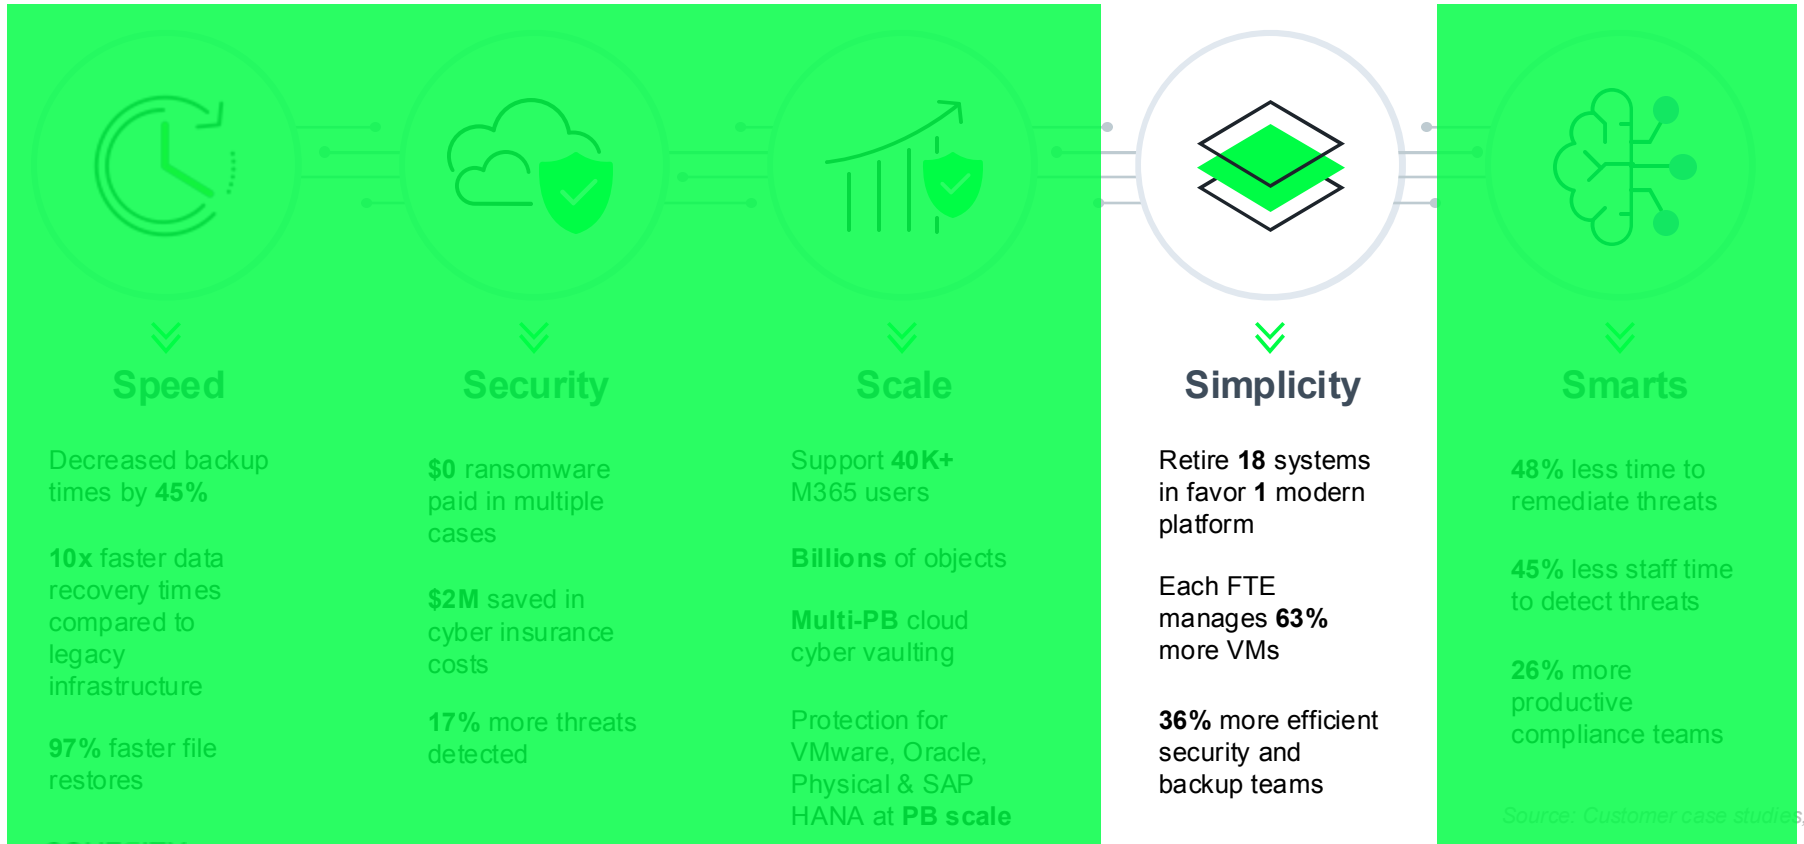 Speed
Decreased backup
times by 45%
10x faster data
recovery times
compared to
legacy
infrastructure
97% faster file
restores
Security
$0 ransomware
paid in multiple
cases
$2M saved in
cyber insurance
costs
17% more threats
detected
Scale
Support 40K+
M365 users
Billions of objects
Multi-PB cloud
cyber vaulting
Protection for
VMware, Oracle,
Physical & SAP
HANA at PB scale
Simplicity
Retire 18 systems
in favor 1 modern
platform
Each FTE
manages 63%
more VMs
36% more efficient
security and
backup teams
Smarts
48% less time to
remediate threats
45% less staff time
to detect threats
26% more
productive
compliance teams
Source: Customer case studies,